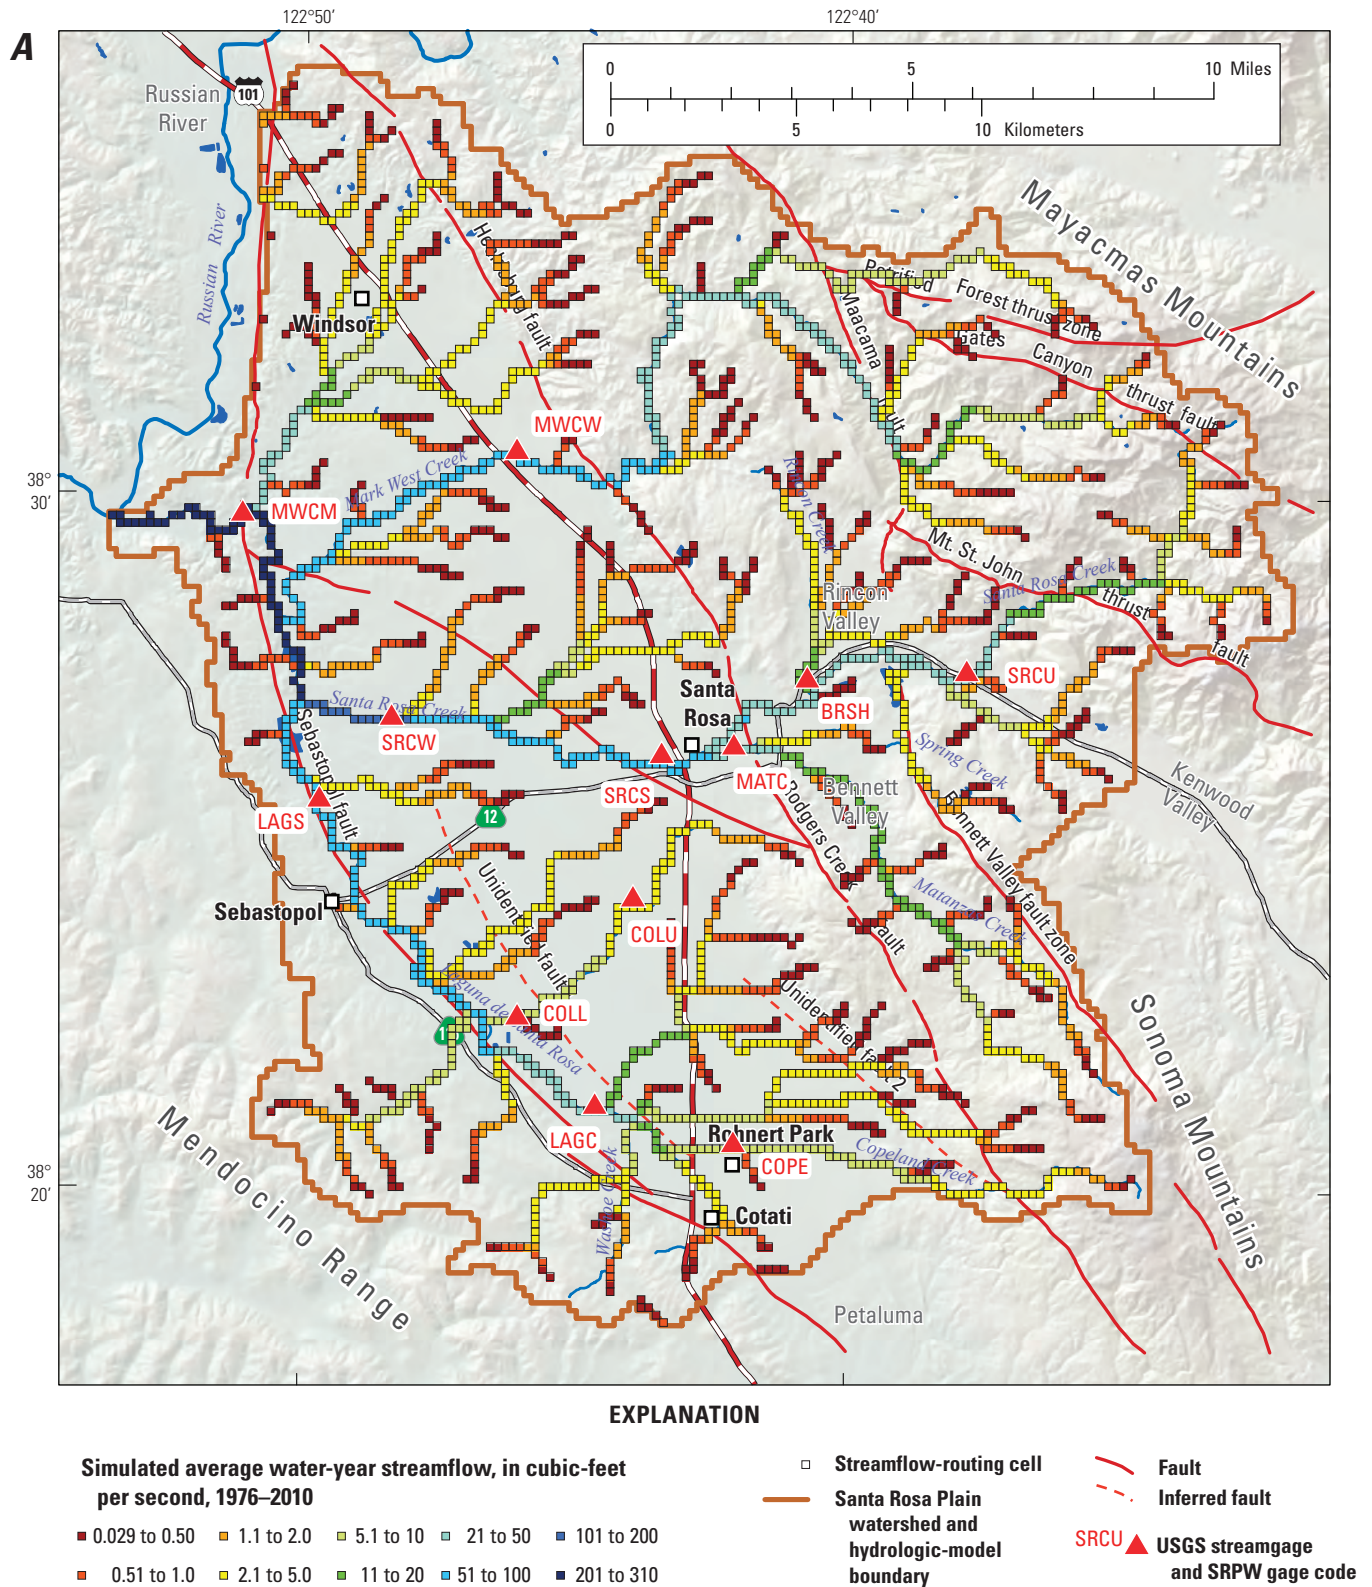 A
122°50'
122°40'
0 5 10 Miles
0 5 10 Kilometers
101
Russian
River
Russian River
Mayacmas Mountains
Healdsburg fault
Petrified
Forest thrust zone
Maacama
fault
Gates
Canyon
thrust fault
Windsor
MWCW
38°
30'
Mark West Creek
MWCM
Rincon Creek
Mt. St. John
thrust
fault
Santa Rosa Creek
Rincon
Valley
SRCU
Santa
Rosa
BRSH
Santa Rosa Creek
SRCW
Sebastopol fault
SRCS
MATC
Spring Creek
Kenwood
Valley
Bennett
Valley
LAGS
12
Rodgers Creek
fault
Bennett Valley fault zone
Matanzas Creek
Sebastopol
Unidentified fault
COLU
Laguna de Santa Rosa
COLL
Unidentified fault 2
Sonoma Mountains
Mendocino Range
LAGC
Rohnert Park
COPE
Copeland Creek
38°
20'
Washoe Creek
Cotati
Petaluma
EXPLANATION
Simulated average water-year streamflow, in cubic-feet
per second, 1976–2010
0.029 to 0.50
0.51 to 1.0
1.1 to 2.0
2.1 to 5.0
5.1 to 10
11 to 20
21 to 50
51 to 100
101 to 200
201 to 310
Streamflow-routing cell
Santa Rosa Plain
watershed and
hydrologic-model
boundary
Fault
Inferred fault
SRCU
USGS streamgage
and SRPW gage code